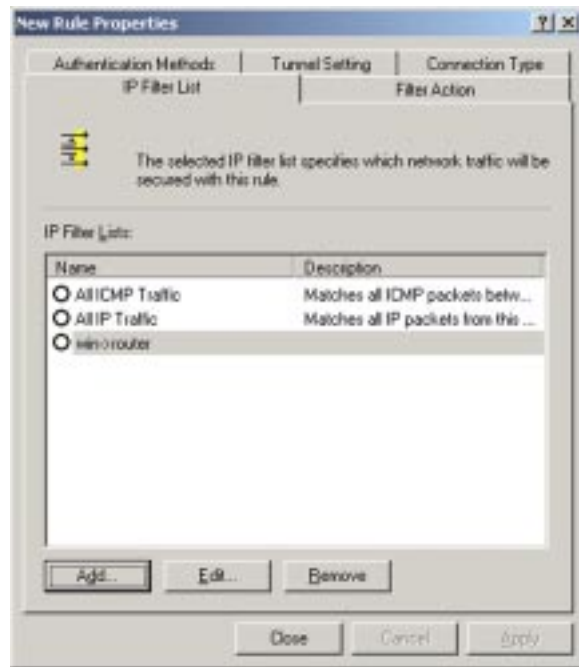 New Rule Properties
Authentication Methods Tunnel Setting Connection Type
IP Filter List Filter Action
The selected IP filter list specifies which network traffic will be
secured with this rule.
IP Filter Lists:
Name Description
All ICMP Traffic Matches all ICMP packets betw...
All IP Traffic Matches all IP packets from this ...
win->router
Add... Edit... Remove
Close Cancel Apply